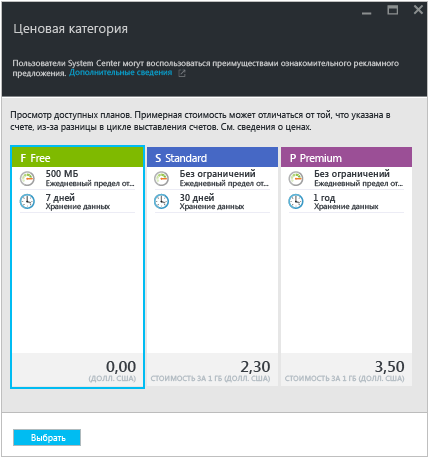 Ценовая категория
Пользователи System Center могут воспользоваться преимуществами ознакомительного рекламного
предложения. Дополнительные сведения
Просмотр доступных планов. Примерная стоимость может отличаться от той, что указана в
счете, из-за разницы в цикле выставления счетов. См. сведения о ценах.
F Free
500 МБ
Ежедневный предел от...
7 дней
Хранение данных
0,00
(ДОЛЛ. США)
S Standard
Без ограничений
Ежедневный предел от...
30 дней
Хранение данных
2,30
СТОИМОСТЬ ЗА 1 ГБ (ДОЛЛ. США)
P Premium
Без ограничений
Ежедневный предел от...
1 год
Хранение данных
3,50
СТОИМОСТЬ ЗА 1 ГБ (ДОЛЛ. США)
Выбрать